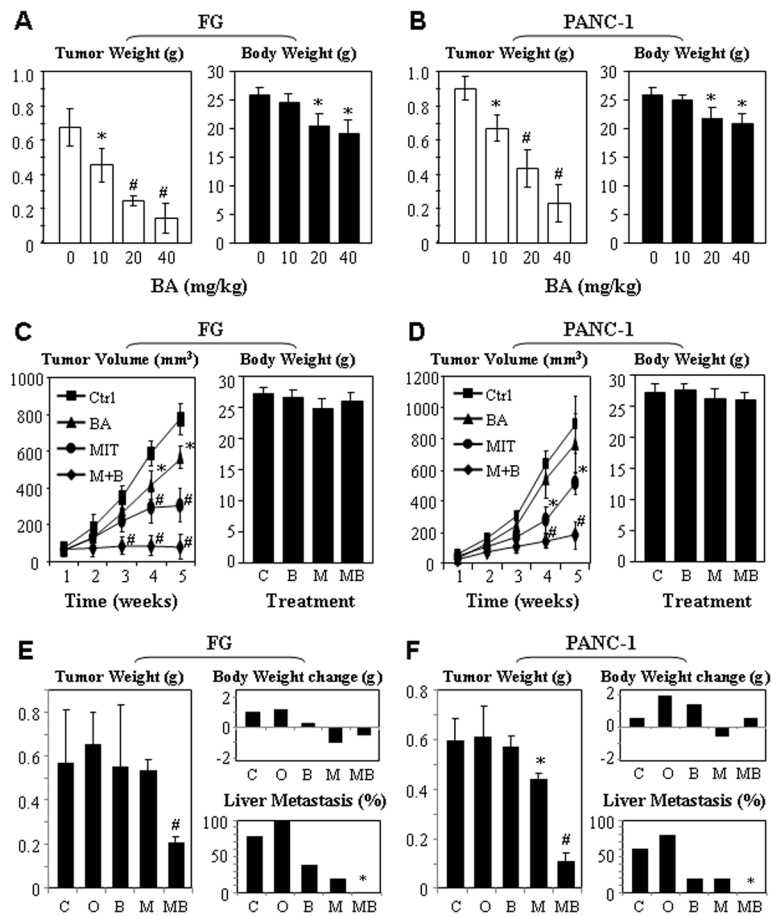 A
FG
Tumor Weight (g)
Body Weight (g)
1.0
0.8
0.6
0.4
0.2
0
*
#
#
0 10 20 40
30
25
20
15
10
5
0
*
*
0 10 20 40
BA (mg/kg)
B
PANC-1
Tumor Weight (g)
Body Weight (g)
1.0
0.8
0.6
0.4
0.2
0
*
#
#
0 10 20 40
30
25
20
15
10
5
0
*
*
0 10 20 40
BA (mg/kg)
C
FG
Tumor Volume (mm³)
Body Weight (g)
1000
800
600
400
200
0
Ctrl
BA
MIT
M+B
*
*
#
#
#
#
#
1 2 3 4 5
Time (weeks)
30
25
20
15
10
5
0
C B M MB
Treatment
D
PANC-1
Tumor Volume (mm³)
Body Weight (g)
1200
1000
800
600
400
200
0
Ctrl
BA
MIT
M+B
*
*
#
#
1 2 3 4 5
Time (weeks)
30
25
20
15
10
5
0
C B M MB
Treatment
E
FG
Tumor Weight (g)
Body Weight change (g)
0.8
0.6
0.4
0.2
0
#
C O B M MB
2
0
-2
C O B M MB
Liver Metastasis (%)
100
50
0
*
C O B M MB
F
PANC-1
Tumor Weight (g)
Body Weight change (g)
0.8
0.6
0.4
0.2
0
*
#
C O B M MB
2
0
-2
C O B M MB
Liver Metastasis (%)
100
50
0
*
C O B M MB